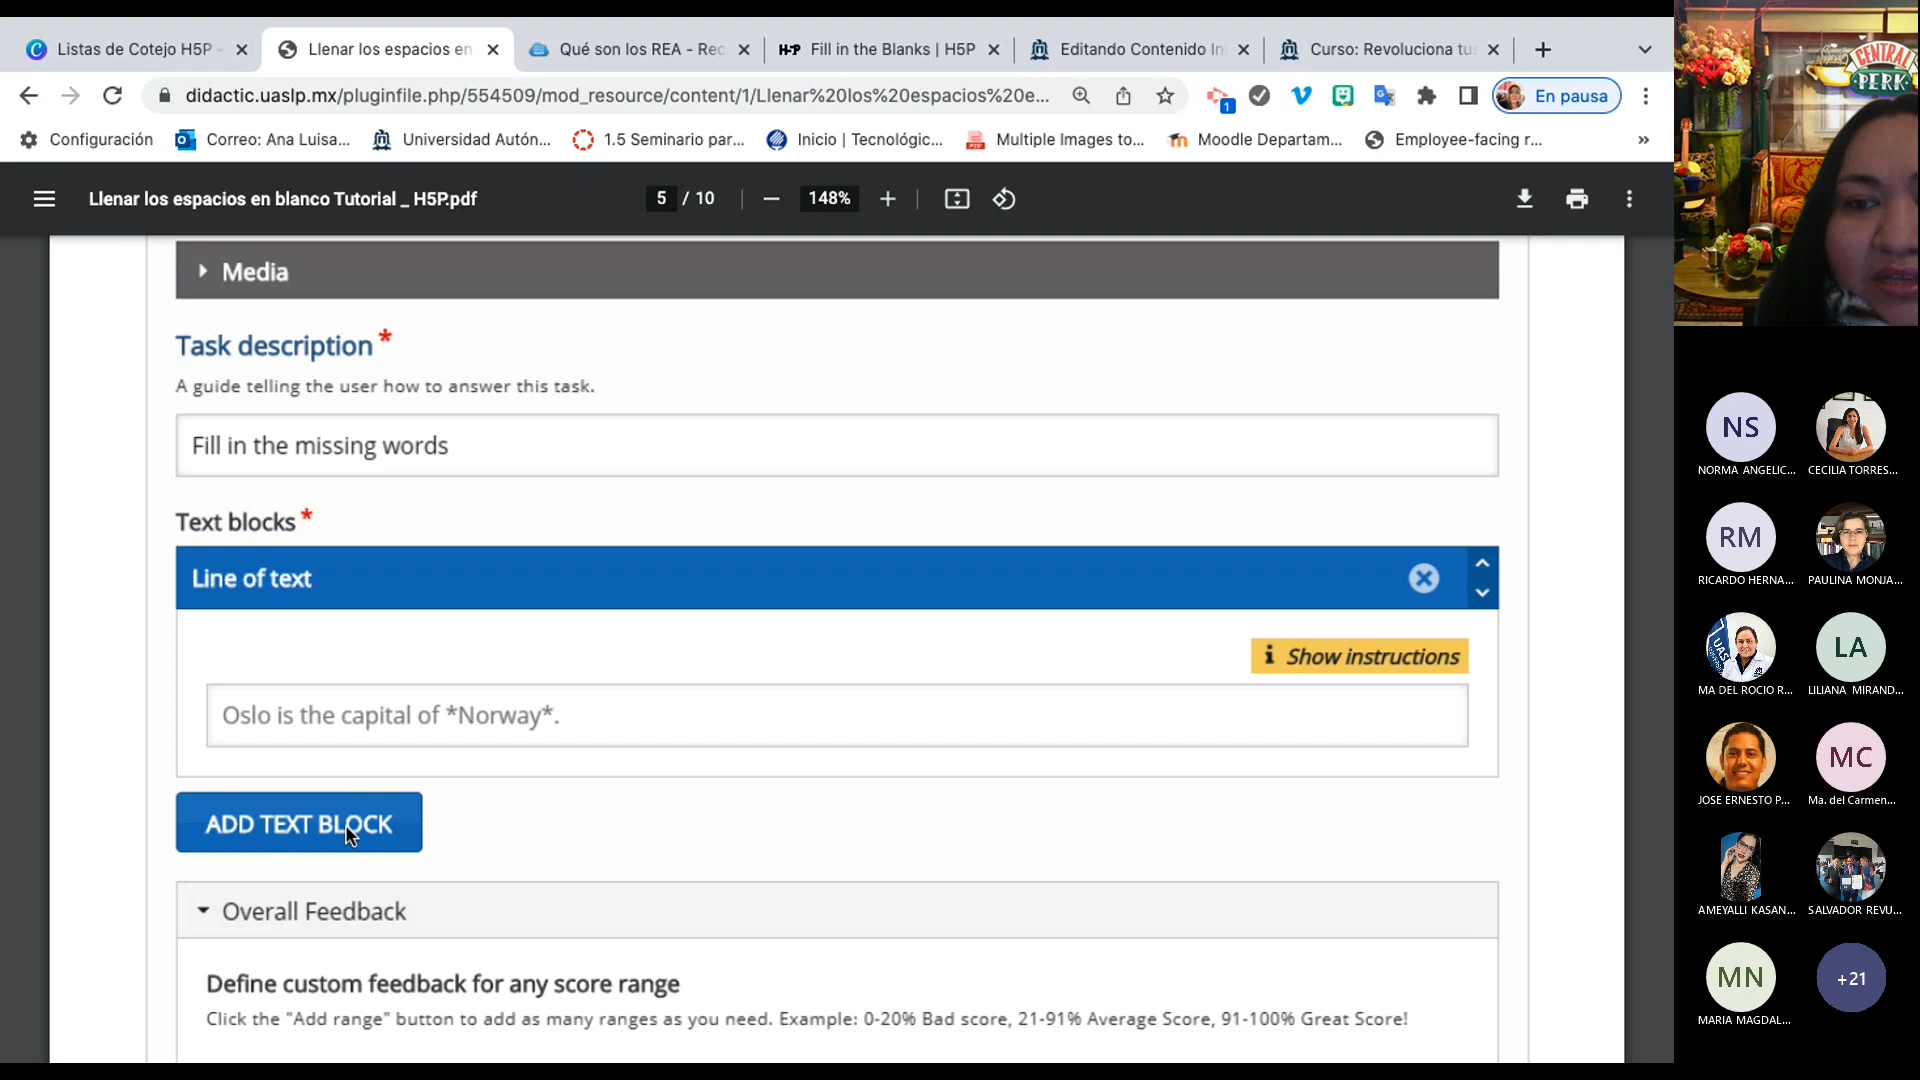 Listas de Cotejo H5P -
Llenar los espacios en
Qué son los REA - Rec
H-P Fill in the Blanks | H5P
Editando Contenido In
Curso: Revoluciona tus
didactic.uaslp.mx/pluginfile.php/554509/mod_resource/content/1/Llenar%20los%20espacios%20e...
1
En pausa
Configuración
Correo: Ana Luisa...
Universidad Autón...
1.5 Seminario par...
Inicio | Tecnológic...
Multiple Images to...
Moodle Departam...
Employee-facing r...
»
Llenar los espacios en blanco Tutorial _ H5P.pdf
5 / 10
148%
Media
Task description *
A guide telling the user how to answer this task.
Fill in the missing words
Text blocks *
Line of text
i Show instructions
Oslo is the capital of *Norway*.
ADD TEXT BLOCK
Overall Feedback
Define custom feedback for any score range
Click the "Add range" button to add as many ranges as you need. Example: 0-20% Bad score, 21-91% Average Score, 91-100% Great Score!
CENTRAL
PERK
NS
NORMA ANGELIC...
CECILIA TORRES...
RM
RICARDO HERNA...
PAULINA MONJA...
UAS
MA DEL ROCIO R...
LA
LILIANA MIRAND...
JOSE ERNESTO P...
MC
Ma. del Carmen...
AMEYALLI KASAN...
SALVADOR REVU...
MN
MARIA MAGDAL...
+21